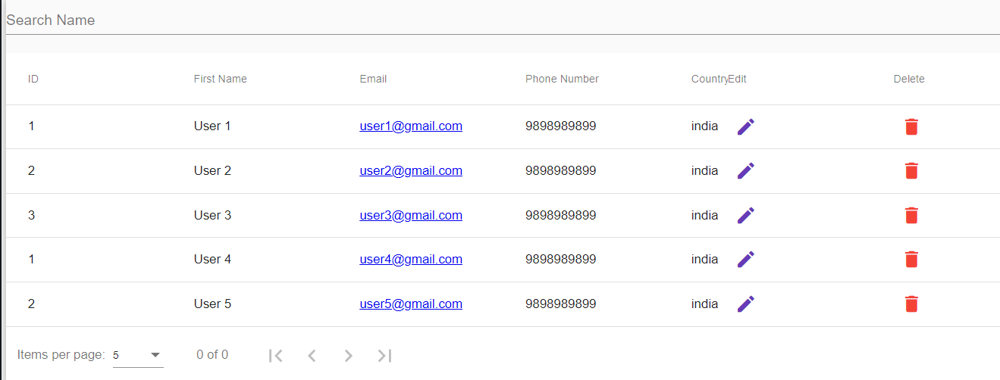 Search Name
ID First Name Email Phone Number CountryEdit Delete
1 User 1 user1@gmail.com 9898989899 india
2 User 2 user2@gmail.com 9898989899 india
3 User 3 user3@gmail.com 9898989899 india
1 User 4 user4@gmail.com 9898989899 india
2 User 5 user5@gmail.com 9898989899 india
Items per page: 5 0 of 0